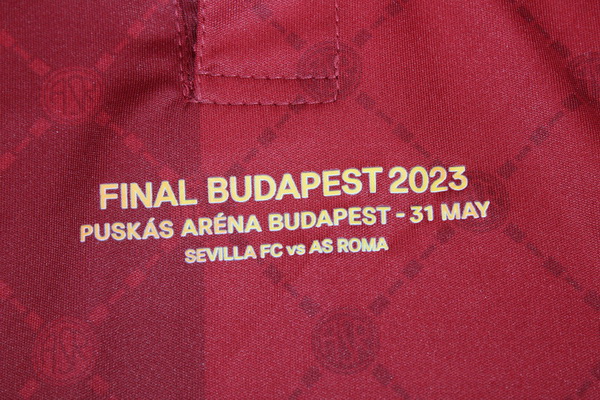 FINAL BUDAPEST 2023
PUSKÁS ARÉNA BUDAPEST - 31 MAY
SEVILLA FC vs AS ROMA